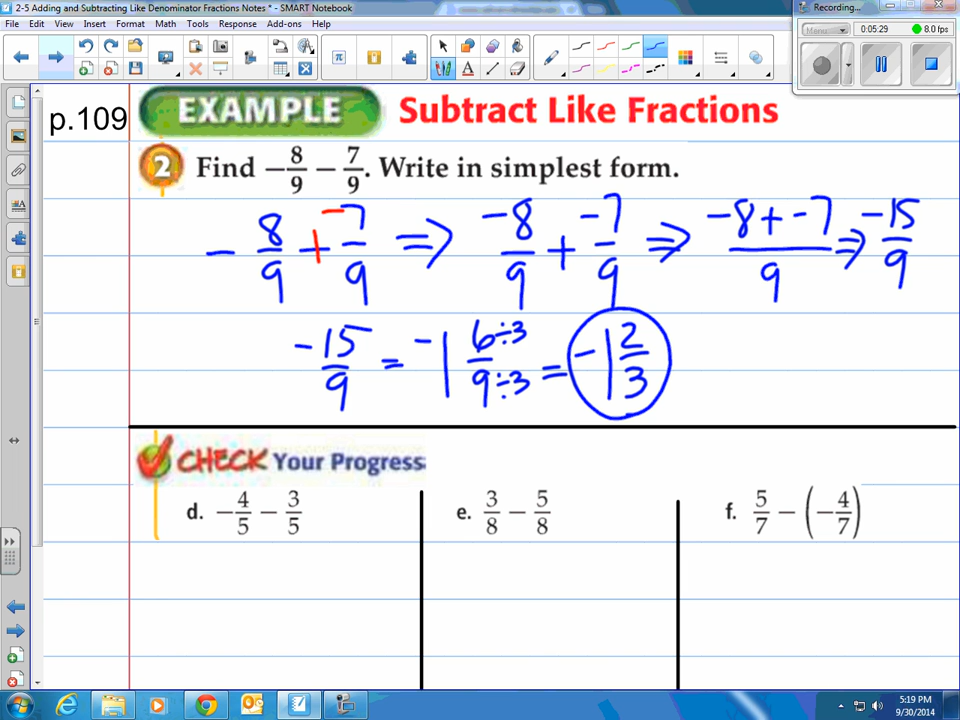 2-5 Adding and Subtracting Like Denominator Fractions Notes * - SMART Notebook
File Edit View Insert Format Math Tools Response Add-ons Help
Recording...
Menu 0:05:29 8.0 fps
p.109 EXAMPLE Subtract Like Fractions
2 Find -8/9 - 7/9. Write in simplest form.
- 8/9 + -7/9 ⇒ -8/9 + -7/9 ⇒ (-8 + -7)/9 ⇒ -15/9
-15/9 = -1 6÷3/9÷3 = -1 2/3
CHECK Your Progress
d. -4/5 - 3/5 e. 3/8 - 5/8 f. 5/7 - (-4/7)
5:19 PM
9/30/2014